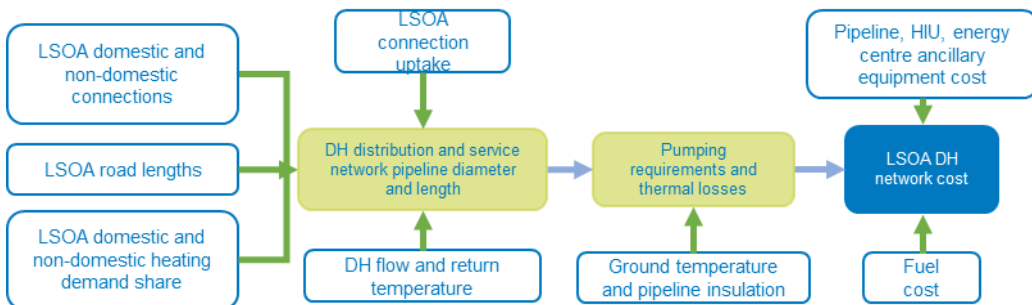 LSOA domestic and
non-domestic
connections
LSOA road lengths
LSOA domestic and
non-domestic heating
demand share
LSOA
connection
uptake
DH distribution and service
network pipeline diameter
and length
DH flow and return
temperature
Pumping
requirements and
thermal losses
Ground temperature
and pipeline insulation
Pipeline, HIU, energy
centre ancillary
equipment cost
LSOA DH
network cost
Fuel
cost